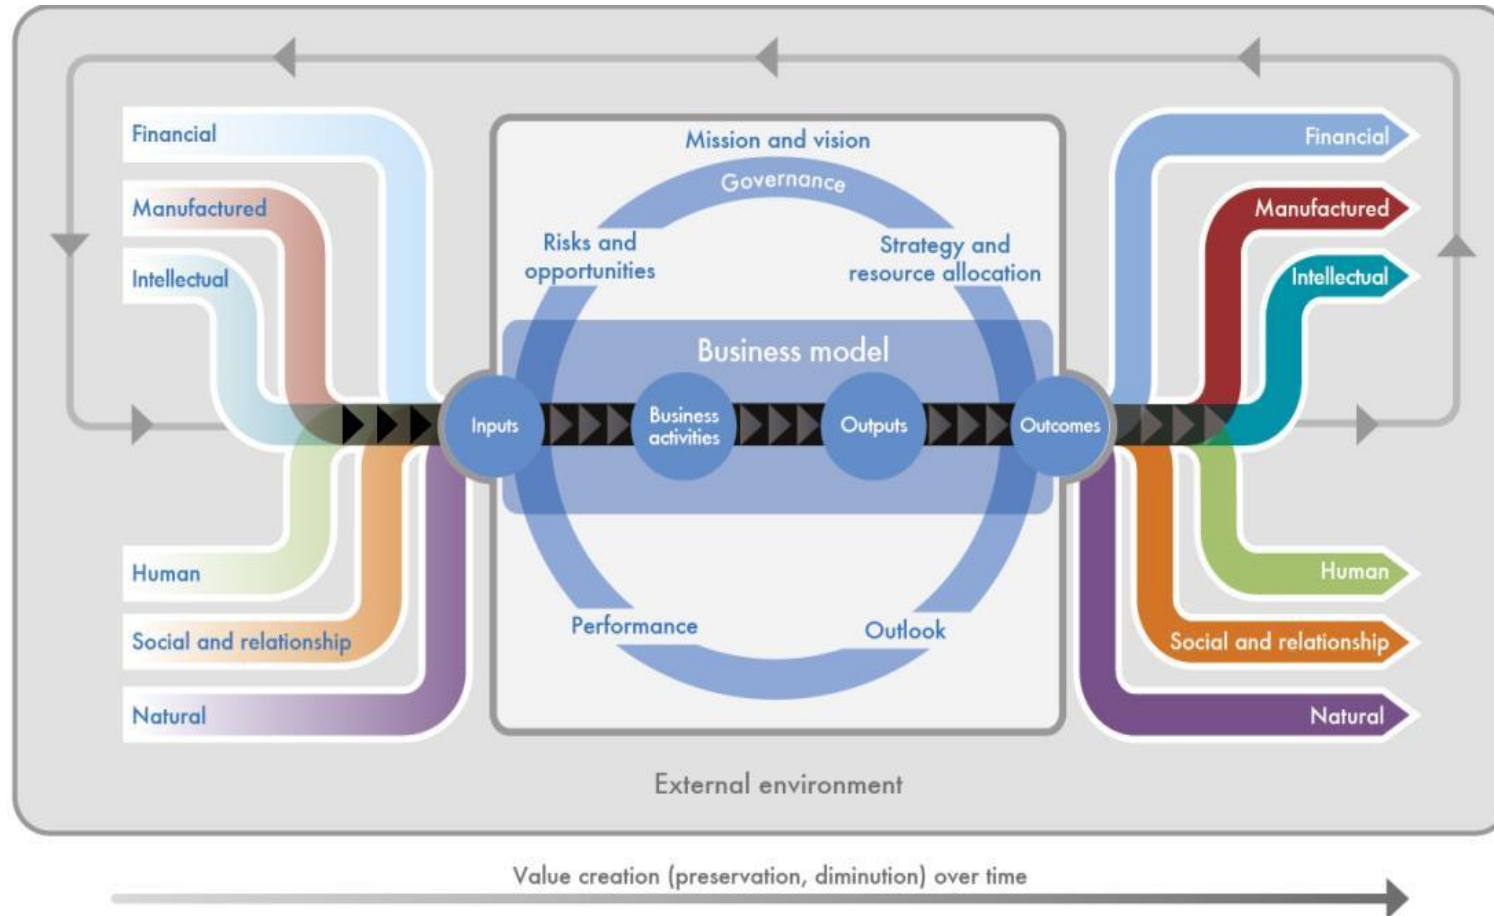 Financial
Manufactured
Intellectual
Human
Social and relationship
Natural
Mission and vision
Governance
Risks and
opportunities
Strategy and
resource allocation
Business model
Inputs
Business
activities
Outputs
Outcomes
Performance
Outlook
Financial
Manufactured
Intellectual
Human
Social and relationship
Natural
External environment
Value creation (preservation, diminution) over time